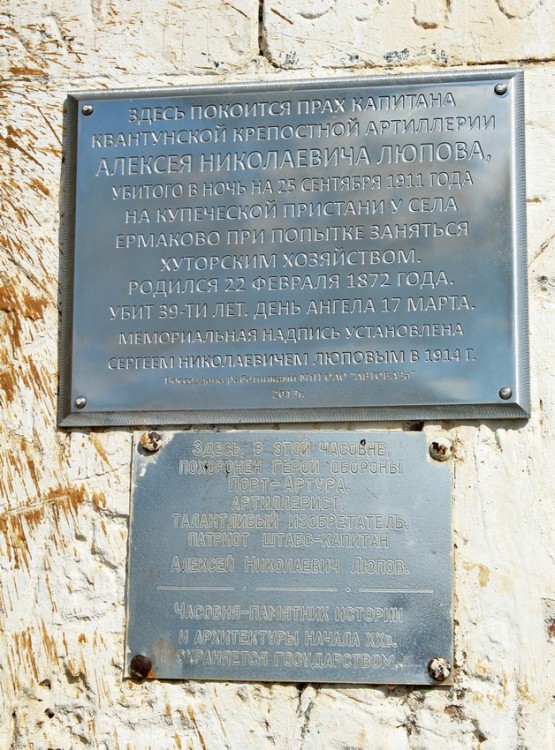 ЗДЕСЬ ПОКОИТСЯ ПРАХ КАПИТАНА
КВАНТУНСКОЙ КРЕПОСТНОЙ АРТИЛЛЕРИИ
АЛЕКСЕЯ НИКОЛАЕВИЧА ЛЮПОВА,
УБИТОГО В НОЧЬ НА 25 СЕНТЯБРЯ 1911 ГОДА
НА КУПЕЧЕСКОЙ ПРИСТАНИ У СЕЛА
ЕРМАКОВО ПРИ ПОПЫТКЕ ЗАНЯТЬСЯ
ХУТОРСКИМ ХОЗЯЙСТВОМ.
РОДИЛСЯ 22 ФЕВРАЛЯ 1872 ГОДА.
УБИТ 39-ТИ ЛЕТ. ДЕНЬ АНГЕЛА 17 МАРТА.
МЕМОРИАЛЬНАЯ НАДПИСЬ УСТАНОВЛЕНА
СЕРГЕЕМ НИКОЛАЕВИЧЕМ ЛЮПОВЫМ В 1914 Г.
работниками ОАО "АВТОВАЗ"
2013г.
ЗДЕСЬ, В ЭТОЙ ЧАСОВНЕ,
ПОХОРОНЕН ГЕРОЙ ОБОРОНЫ
ПОРТ-АРТУРА,
АРТИЛЛЕРИСТ,
ТАЛАНТЛИВЫЙ ИЗОБРЕТАТЕЛЬ,
ПАТРИОТ ШТАБС-КАПИТАН
АЛЕКСЕЙ НИКОЛАЕВИЧ ЛЮПОВ.
ЧАСОВНЯ-ПАМЯТНИК ИСТОРИИ
И АРХИТЕКТУРЫ НАЧАЛА XXв.
ОХРАНЯЕТСЯ ГОСУДАРСТВОМ.